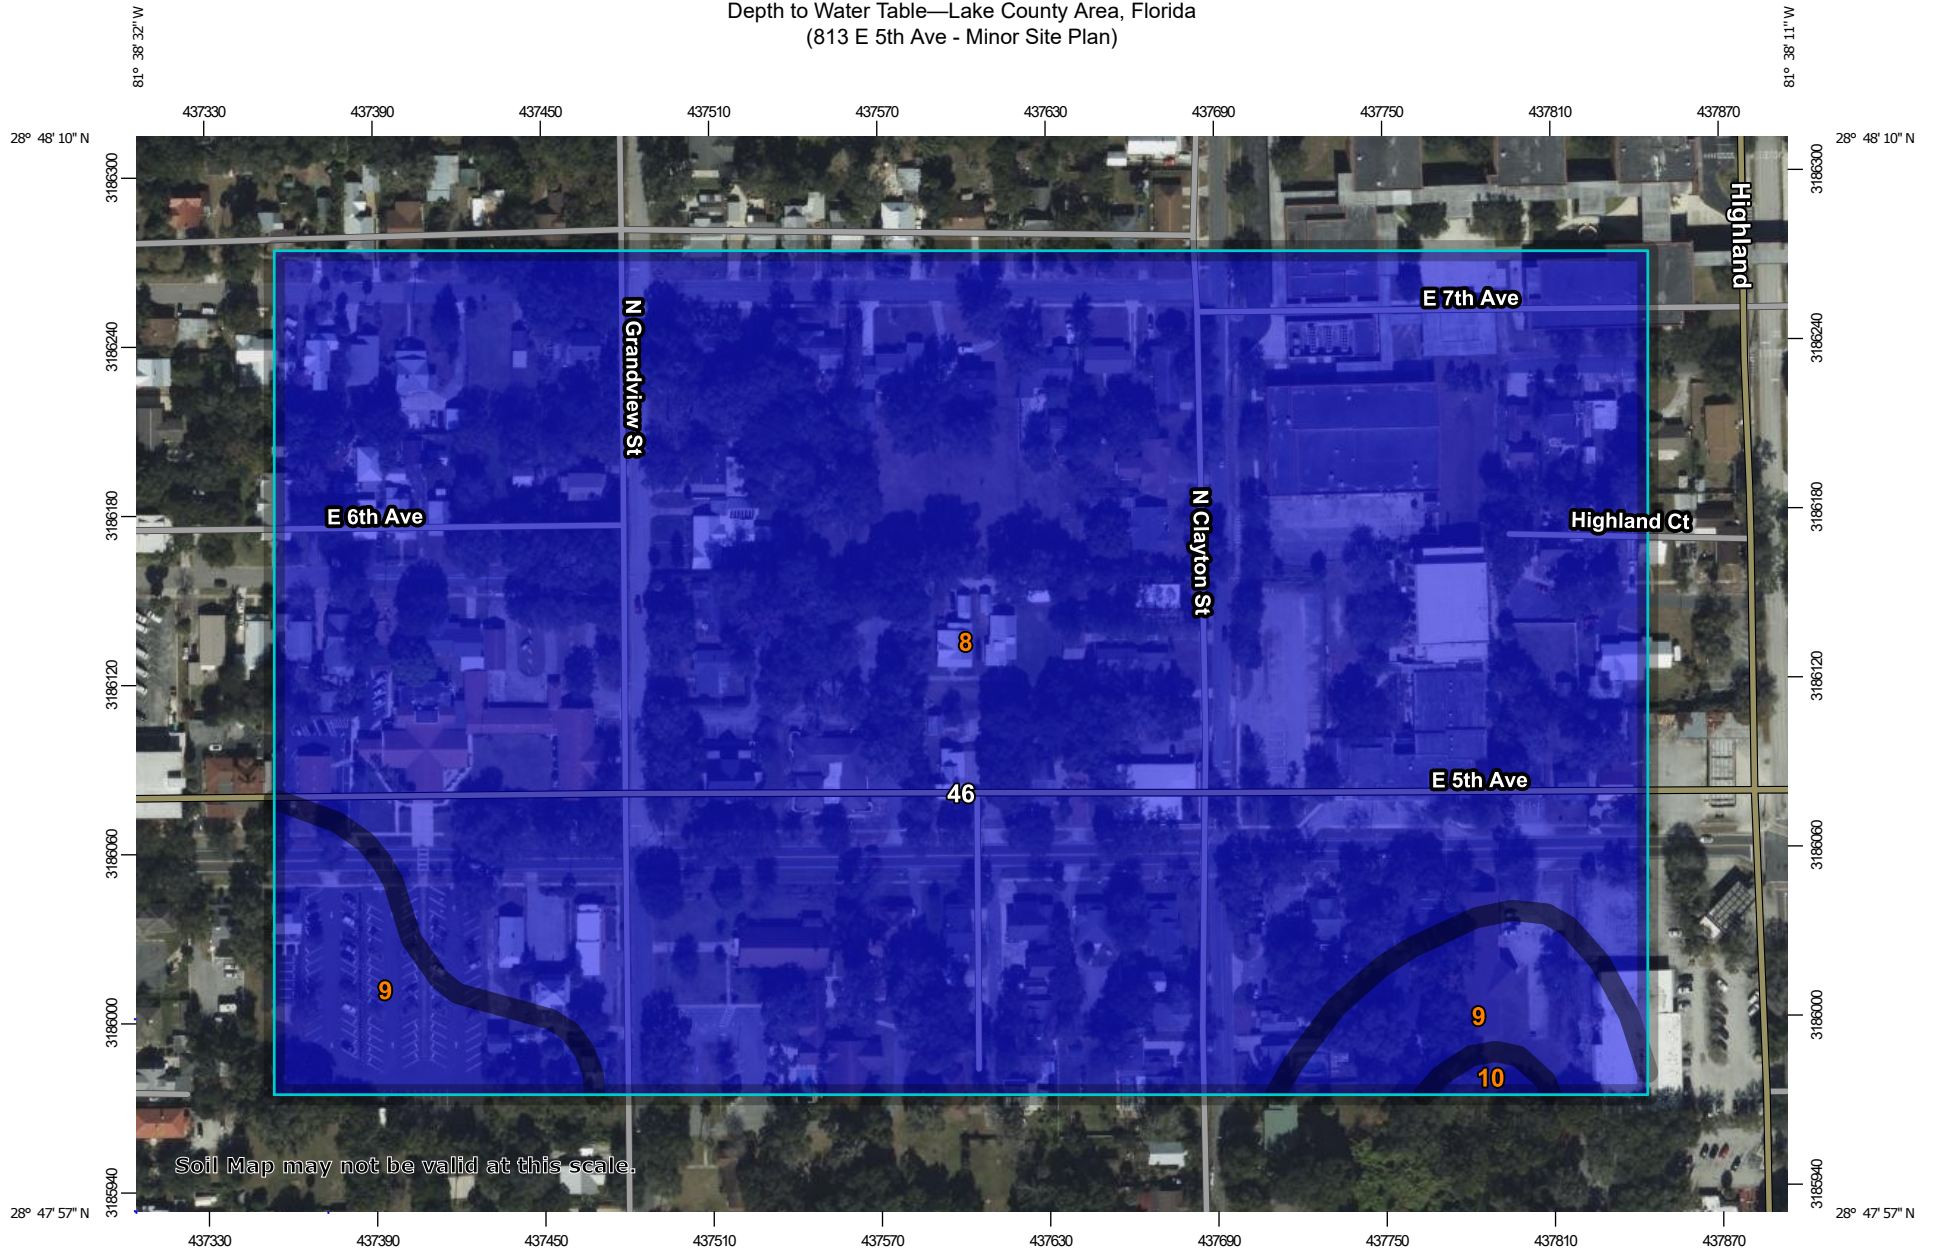 Depth to Water Table—Lake County Area, Florida
(813 E 5th Ave - Minor Site Plan)
81° 38' 32'' W
81° 38' 11'' W
437330 437390 437450 437510 437570 437630 437690 437750 437810 437870
28° 48' 10'' N
28° 48' 10'' N
3186300
3186300
Highland
E 7th Ave
N Grandview St
3186240
3186240
E 6th Ave
N Clayton St
Highland Ct
3186180
3186180
8
3186120
3186120
E 5th Ave
46
3186060
3186060
9
9
3186000
3186000
10
Soil Map may not be valid at this scale.
3185940
3185940
28° 47' 57'' N
28° 47' 57'' N
437330 437390 437450 437510 437570 437630 437690 437750 437810 437870